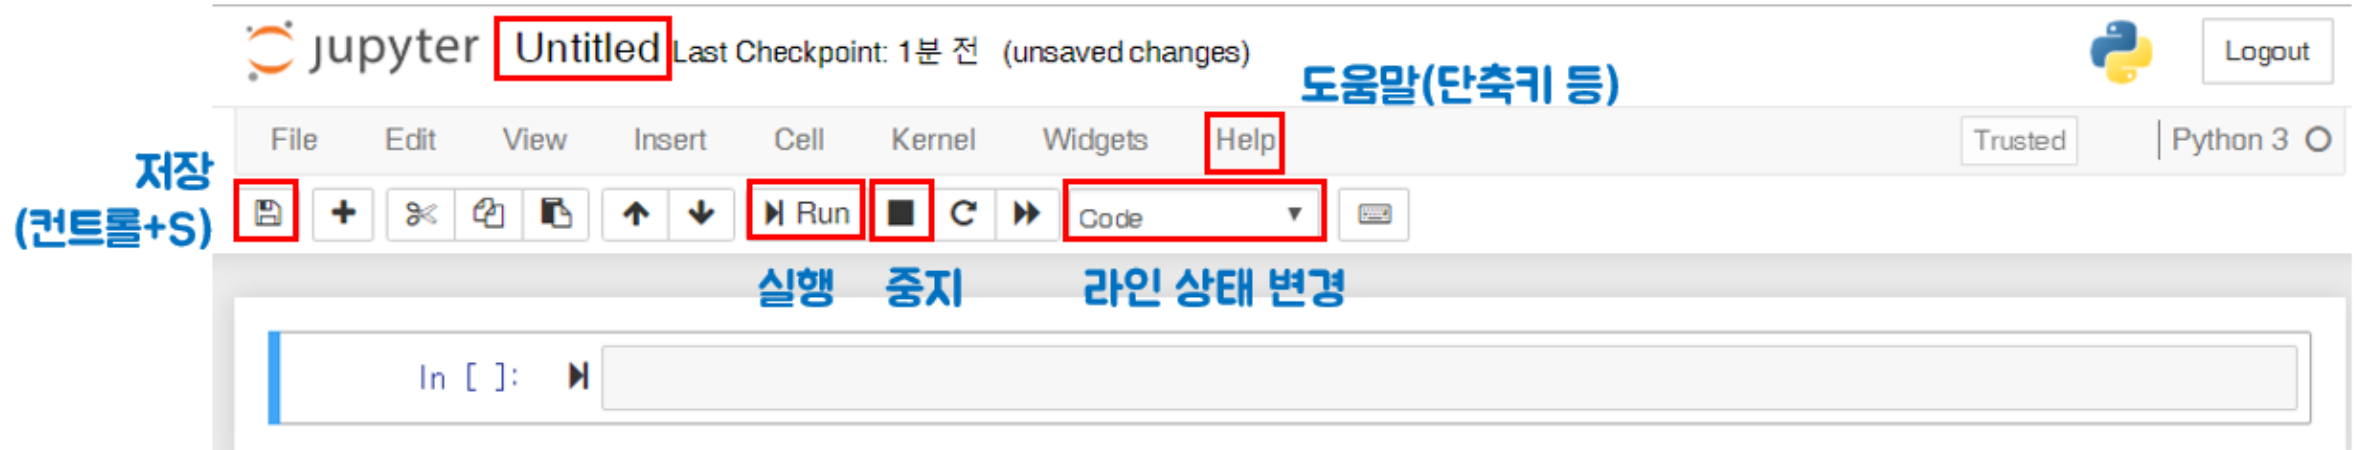 jupyter Untitled Last Checkpoint: 1분 전 (unsaved changes) Logout
도움말(단축키 등)
File Edit View Insert Cell Kernel Widgets Help Trusted Python 3
저장
(컨트롤+S)
Run Code
실행 중지 라인 상태 변경
In [ ]: